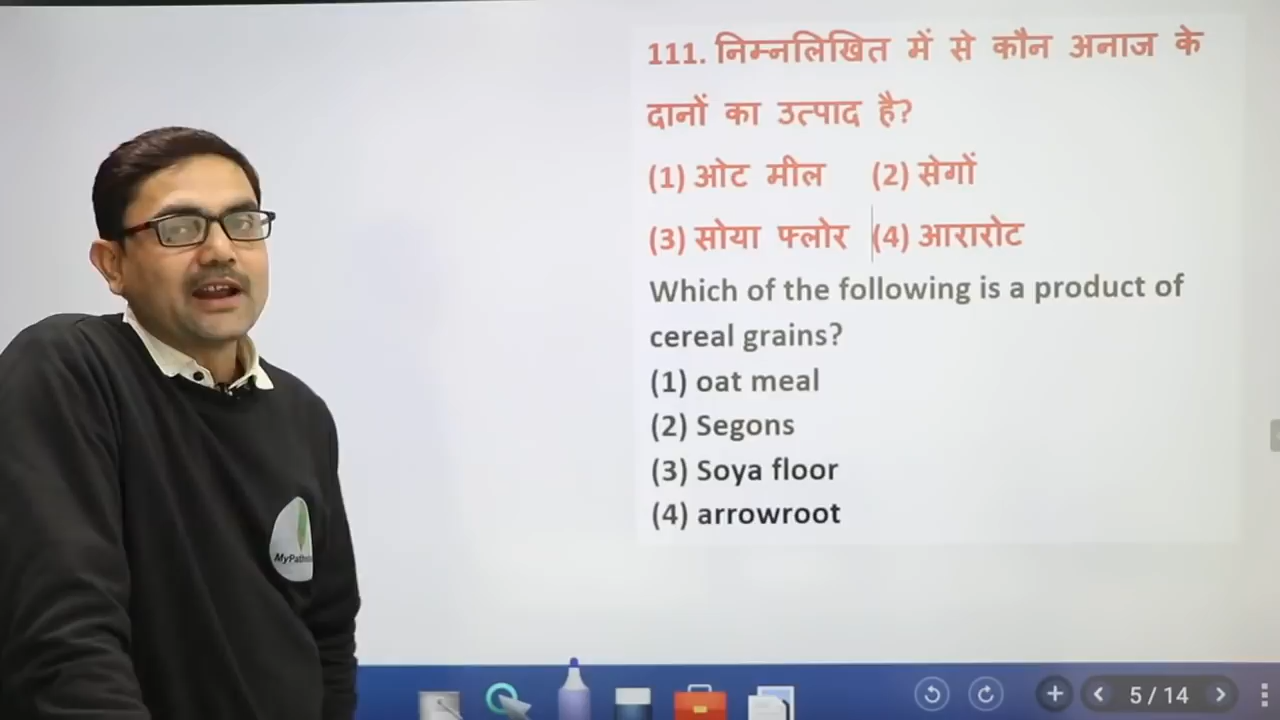 111. निम्नलिखित में से कौन अनाज के
दानों का उत्पाद है?
(1) ओट मील (2) सेगों
(3) सोया फ्लोर (4) आरारोट
Which of the following is a product of
cereal grains?
(1) oat meal
(2) Segons
(3) Soya floor
(4) arrowroot
5 / 14